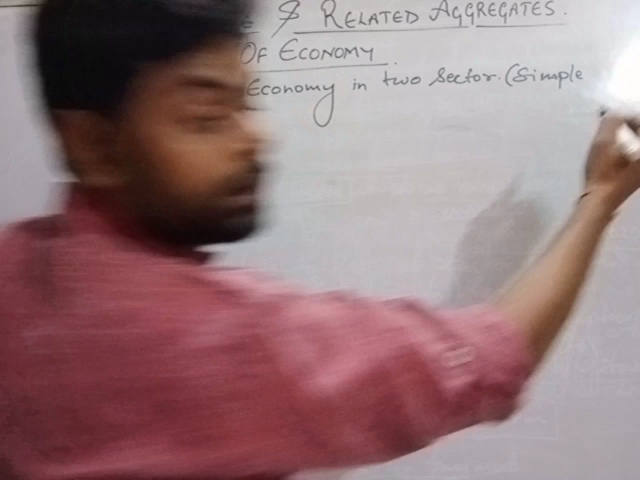 & RELATED AGGREGATES.
OF ECONOMY.
Economy in two Sector. (Simple